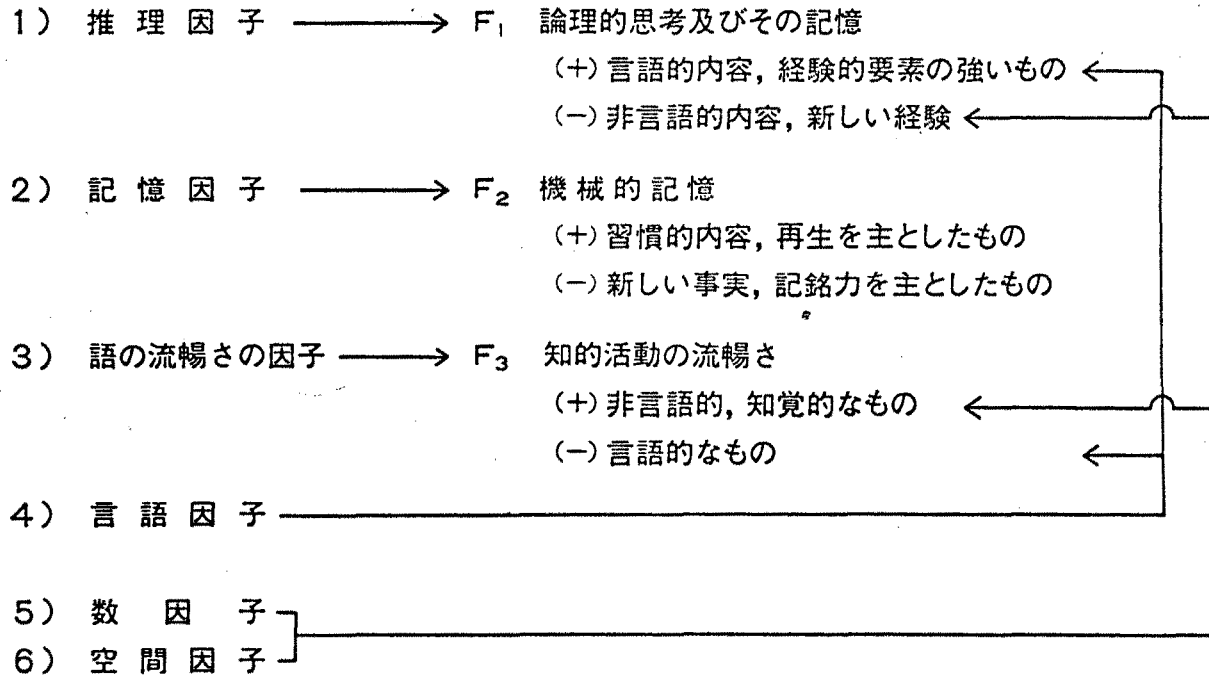 1) 推理因子 → F₁ 論理的思考及びその記憶
(+)言語的内容，経験的要素の強いもの ←
(−)非言語的内容，新しい経験 ←
2) 記憶因子 → F₂ 機械的記憶
(+)習慣的内容，再生を主としたもの
(−)新しい事実，記銘力を主としたもの
3) 語の流暢さの因子 → F₃ 知的活動の流暢さ
(+)非言語的，知覚的なもの ←
(−)言語的なもの ←
4) 言語因子
5) 数因子
6) 空間因子